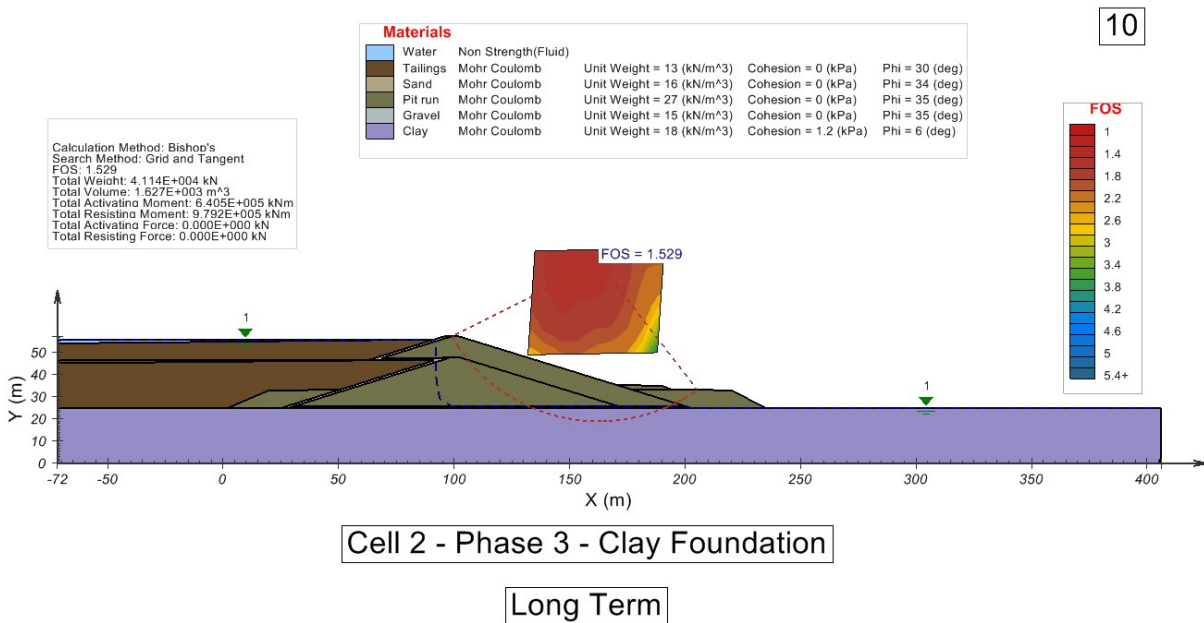 10
Materials
Water Non Strength(Fluid)
Tailings Mohr Coulomb Unit Weight = 13 (kN/m^3) Cohesion = 0 (kPa) Phi = 30 (deg)
Sand Mohr Coulomb Unit Weight = 16 (kN/m^3) Cohesion = 0 (kPa) Phi = 34 (deg)
Pit run Mohr Coulomb Unit Weight = 27 (kN/m^3) Cohesion = 0 (kPa) Phi = 35 (deg)
Gravel Mohr Coulomb Unit Weight = 15 (kN/m^3) Cohesion = 0 (kPa) Phi = 35 (deg)
Clay Mohr Coulomb Unit Weight = 18 (kN/m^3) Cohesion = 1.2 (kPa) Phi = 6 (deg)
Calculation Method: Bishop's
Search Method: Grid and Tangent
FOS: 1.529
Total Weight: 4.114E+004 kN
Total Volume: 1.627E+003 m^3
Total Activating Moment: 6.405E+005 kNm
Total Resisting Moment: 9.792E+005 kNm
Total Activating Force: 0.000E+000 kN
Total Resisting Force: 0.000E+000 kN
FOS
1
1.4
1.8
2.2
2.6
3
3.4
3.8
4.2
4.6
5
5.4+
FOS = 1.529
1
1
Y (m)
50
40
30
20
10
0
-72 -50 0 50 100 150 200 250 300 350 400
X (m)
Cell 2 - Phase 3 - Clay Foundation
Long Term